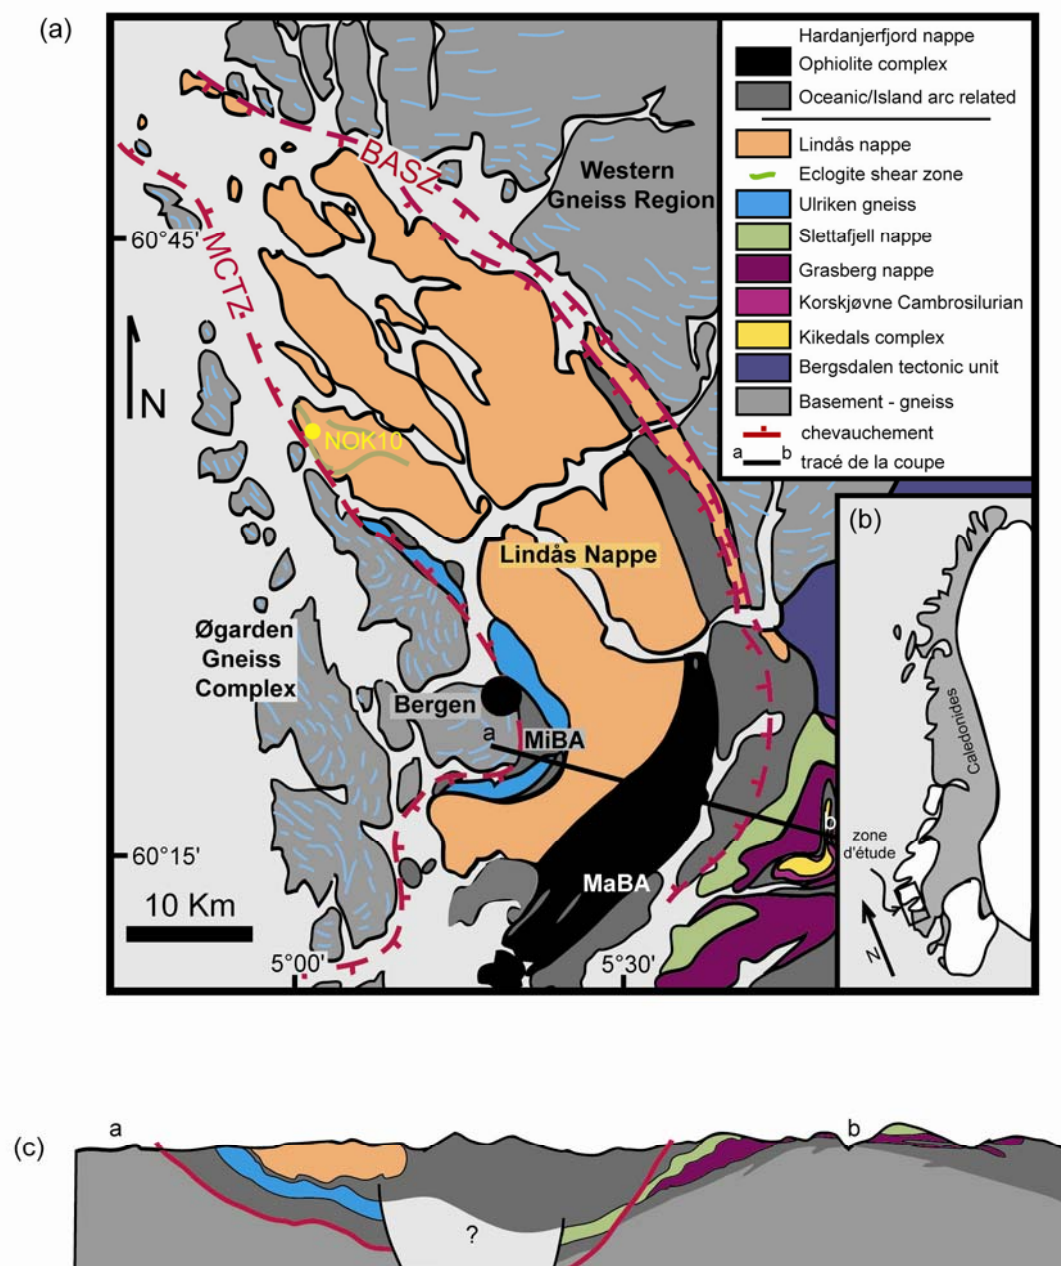 (a)
Hardanjerfjord nappe
Ophiolite complex
Oceanic/Island arc related
Lindås nappe
Eclogite shear zone
Ulriken gneiss
Slettafjell nappe
Grasberg nappe
Korskjøvne Cambrosilurian
Kikedals complex
Bergsdalen tectonic unit
Basement - gneiss
chevauchement
a b
tracé de la coupe
BASZ
Western
Gneiss Region
60°45'
MCTZ
N
NOK10
Lindås Nappe
Øgarden
Gneiss
Complex
Bergen
a
MiBA
b
60°15'
MaBA
10 Km
5°00'
5°30'
(b)
Caledonides
zone
d'étude
N
(c)
a
b
?